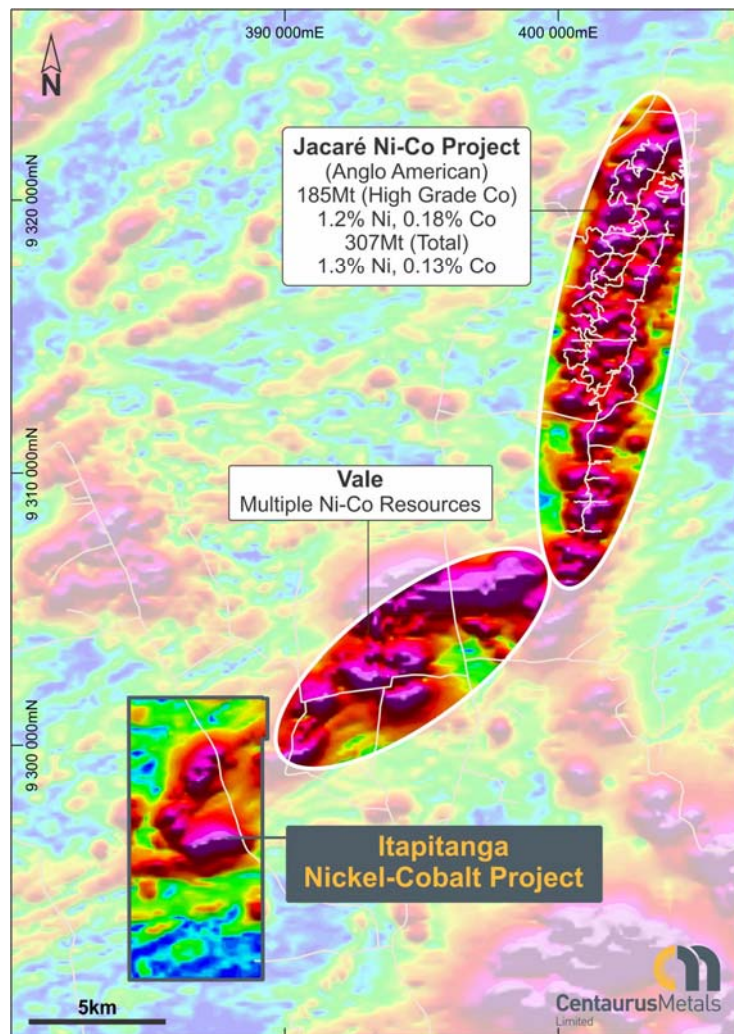 390 000mE
400 000mE
N
Jacaré Ni-Co Project
(Anglo American)
185Mt (High Grade Co)
1.2% Ni, 0.18% Co
307Mt (Total)
1.3% Ni, 0.13% Co
9 320 000mN
Vale
Multiple Ni-Co Resources
9 310 000mN
9 300 000mN
Itapitanga
Nickel-Cobalt Project
5km
CentaurusMetals
Limited